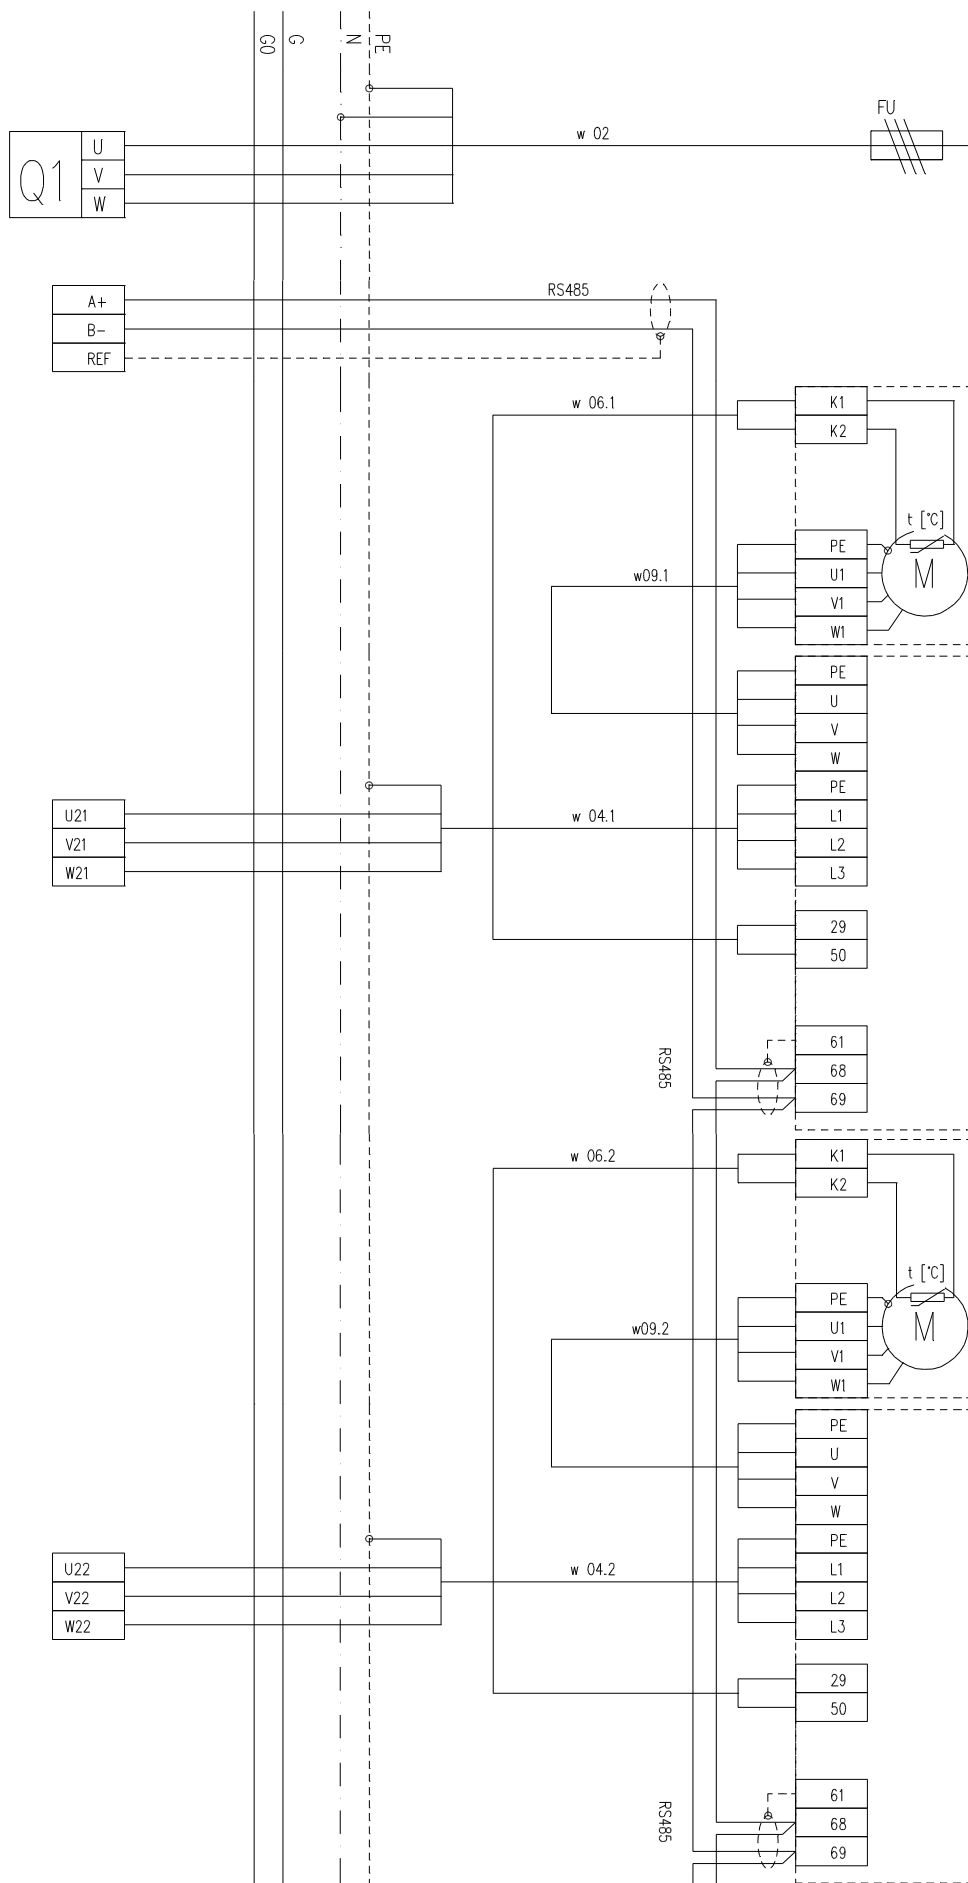 G0
G
N
PE
FU
Q1
U
V
W
w 02
A+
B-
REF
RS485
w 06.1
K1
K2
t [°C]
M
PE
U1
V1
W1
w09.1
PE
U
V
W
PE
L1
L2
L3
U21
V21
W21
w 04.1
29
50
61
68
69
RS485
w 06.2
K1
K2
t [°C]
M
PE
U1
V1
W1
w09.2
PE
U
V
W
PE
L1
L2
L3
U22
V22
W22
w 04.2
29
50
61
68
69
RS485